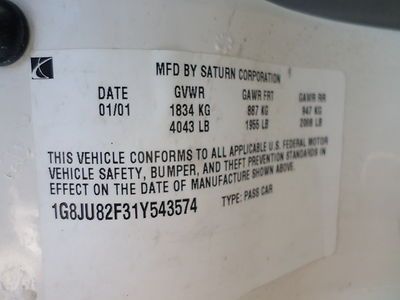 MFD BY SATURN CORPORATION
DATE GVWR GAWR FRT GAWR RR
01/01 1834 KG 887 KG 947 KG
4043 LB 1955 LB 2088 LB
THIS VEHICLE CONFORMS TO ALL APPLICABLE U.S. FEDERAL MOTOR
VEHICLE SAFETY, BUMPER, AND THEFT PREVENTION STANDARDS IN
EFFECT ON THE DATE OF MANUFACTURE SHOWN ABOVE.
1G8JU82F31Y543574 TYPE: PASS CAR